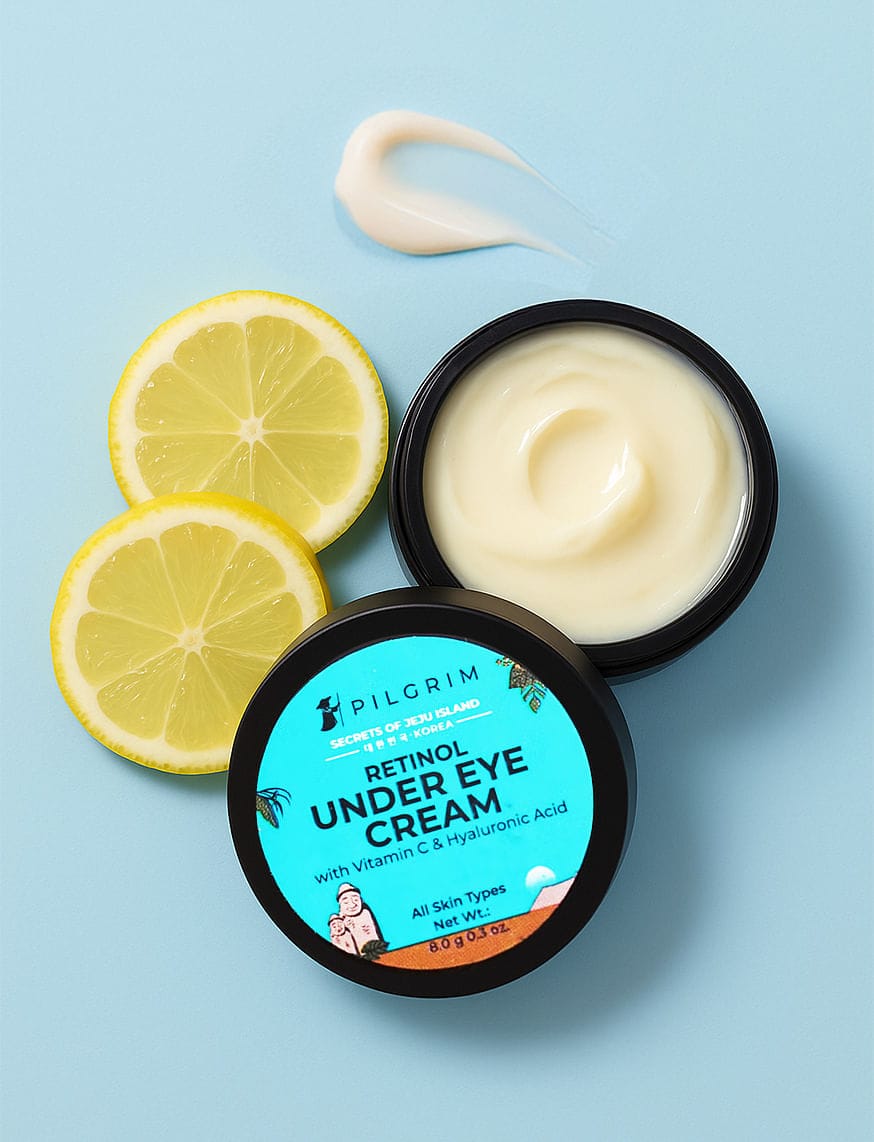 PILGRIM
SECRETS OF JEJU ISLAND
대한민국·KOREA
RETINOL
UNDER EYE
CREAM
with Vitamin C & Hyaluronic Acid
All Skin Types
Net Wt.:
8.0 g 0.3 oz.